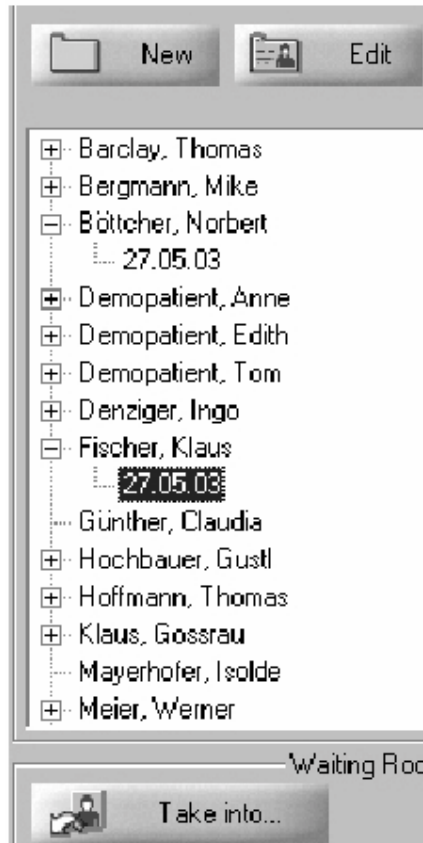 New Edit
Barclay, Thomas
Bergmann, Mike
Böttcher, Norbert
27.05.03
Demopatient, Anne
Demopatient, Edith
Demopatient, Tom
Denziger, Ingo
Fischer, Klaus
27.05.03
Günther, Claudia
Hochbauer, Gustl
Hoffmann, Thomas
Klaus, Gossrau
Mayerhofer, Isolde
Meier, Werner
Waiting Roo
Take into...